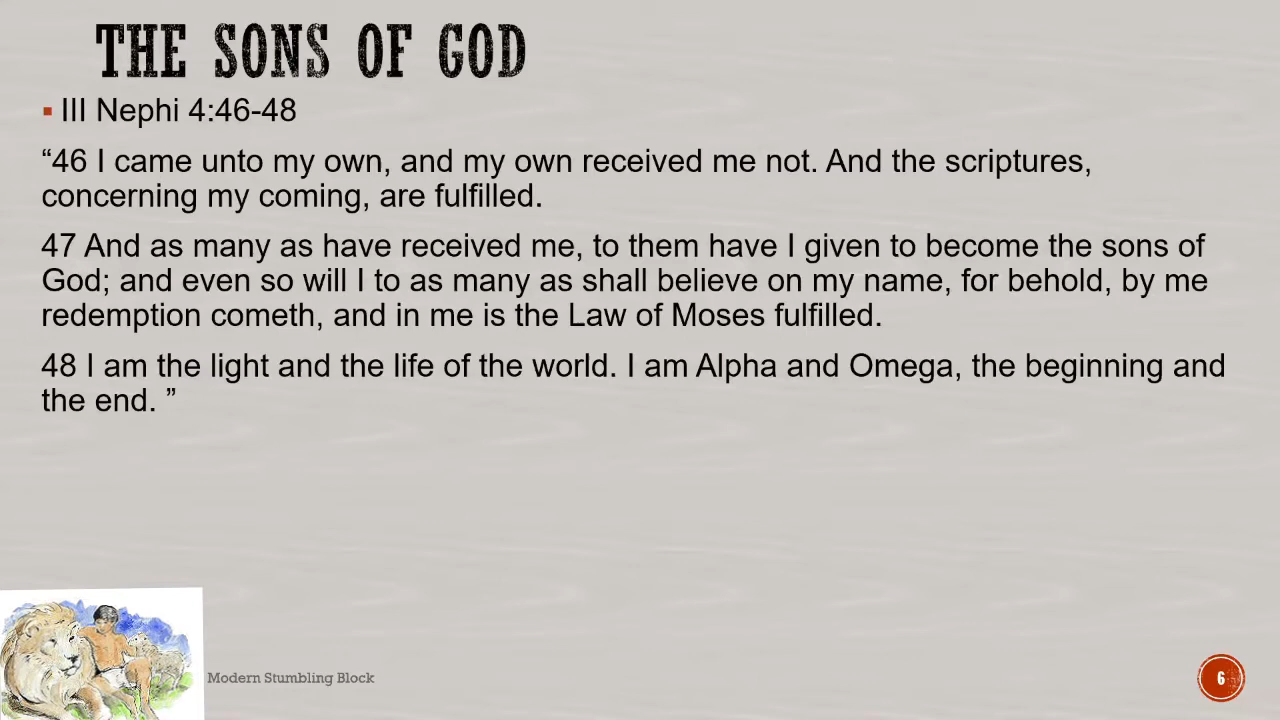 THE SONS OF GOD
▪ III Nephi 4:46-48
“46 I came unto my own, and my own received me not. And the scriptures,
concerning my coming, are fulfilled.
47 And as many as have received me, to them have I given to become the sons of
God; and even so will I to as many as shall believe on my name, for behold, by me
redemption cometh, and in me is the Law of Moses fulfilled.
48 I am the light and the life of the world. I am Alpha and Omega, the beginning and
the end. ”
Modern Stumbling Block
6